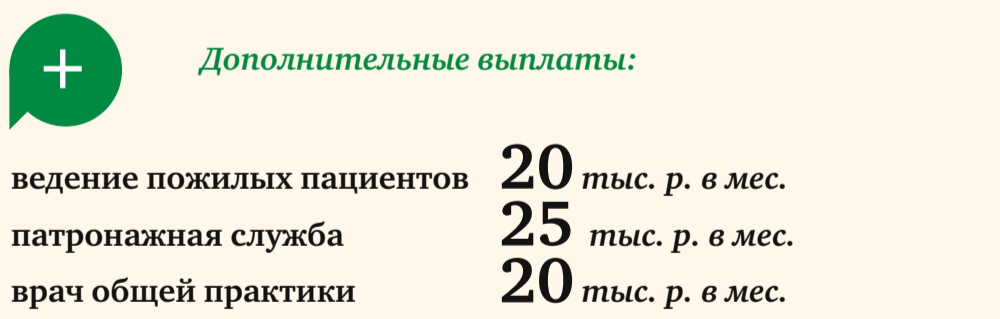 Дополнительные выплаты:
ведение пожилых пациентов 20 тыс. р. в мес.
патронажная служба 25 тыс. р. в мес.
врач общей практики 20 тыс. р. в мес.